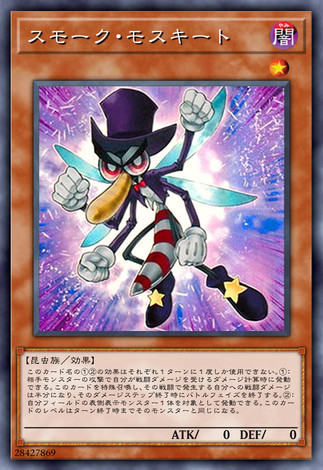 スモーク・モスキート
やみ
闇
【昆虫族/効果】
このカード名の①②の効果はそれぞれ1ターンに1度しか使用できない。①:
相手モンスターの攻撃で自分が戦闘ダメージを受けるダメージ計算時に発動
できる。このカードを特殊召喚し、その戦闘で発生する自分への戦闘ダメージ
は半分になり、そのダメージステップ終了時にバトルフェイズを終了する。②:
自分フィールドの表側表示モンスター1体を対象として発動できる。このカー
ドのレベルはターン終了時までそのモンスターと同じになる。
ATK/ 0 DEF/ 0
28427869